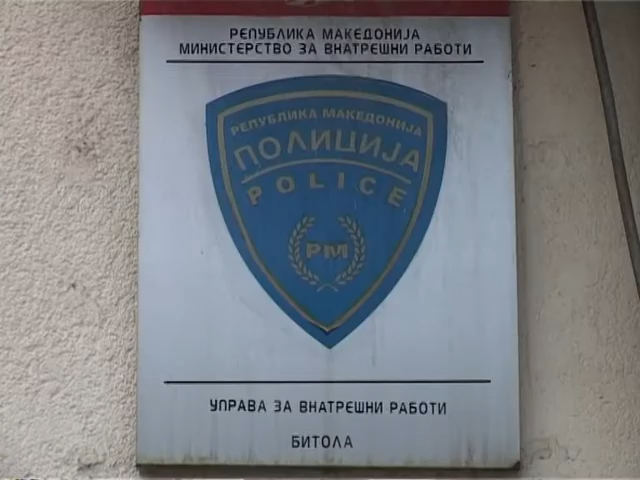 РЕПУБЛИКА МАКЕДОНИЈА
МИНИСТЕРСТВО ЗА ВНАТРЕШНИ РАБОТИ
РЕПУБЛИКА МАКЕДОНИЈА
ПОЛИЦИЈА
POLICE
РМ
УПРАВА ЗА ВНАТРЕШНИ РАБОТИ
БИТОЛА